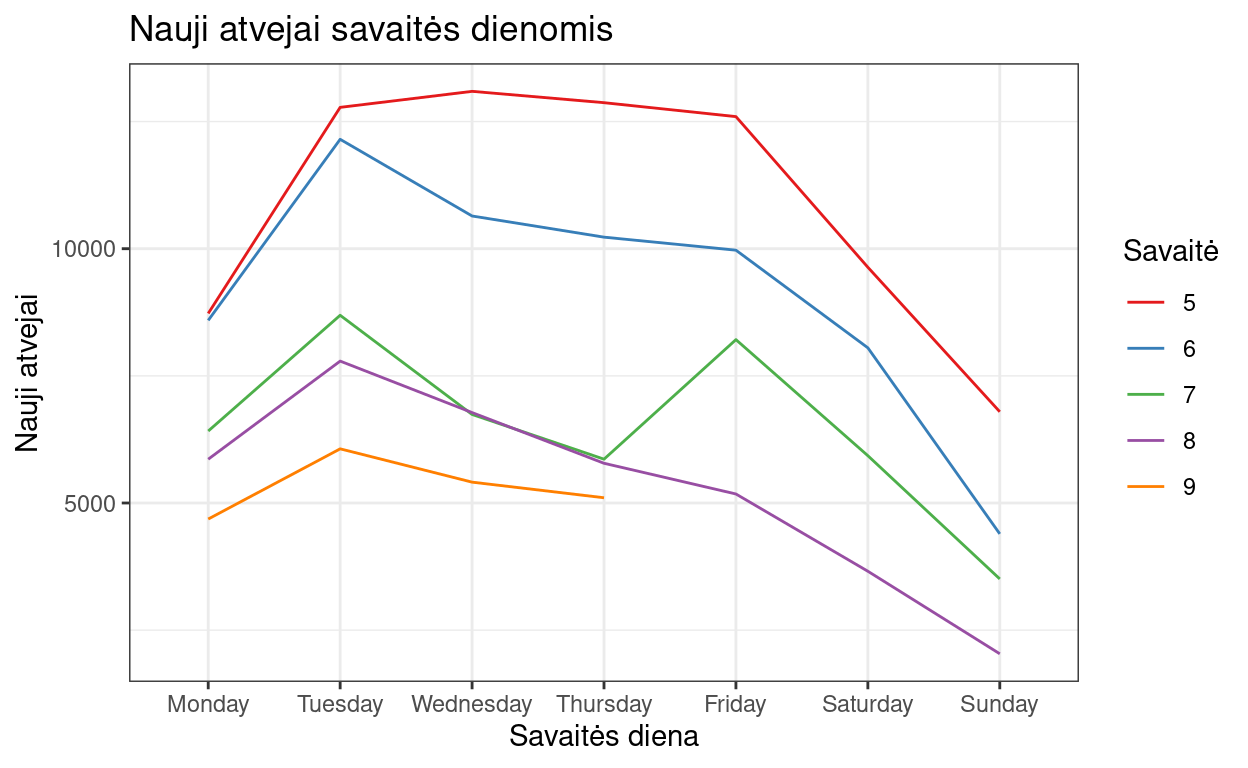 Nauji atvejai savaitės dienomis
Nauji atvejai
10000
5000
Monday Tuesday Wednesday Thursday Friday Saturday Sunday
Savaitės diena
Savaitė
5
6
7
8
9